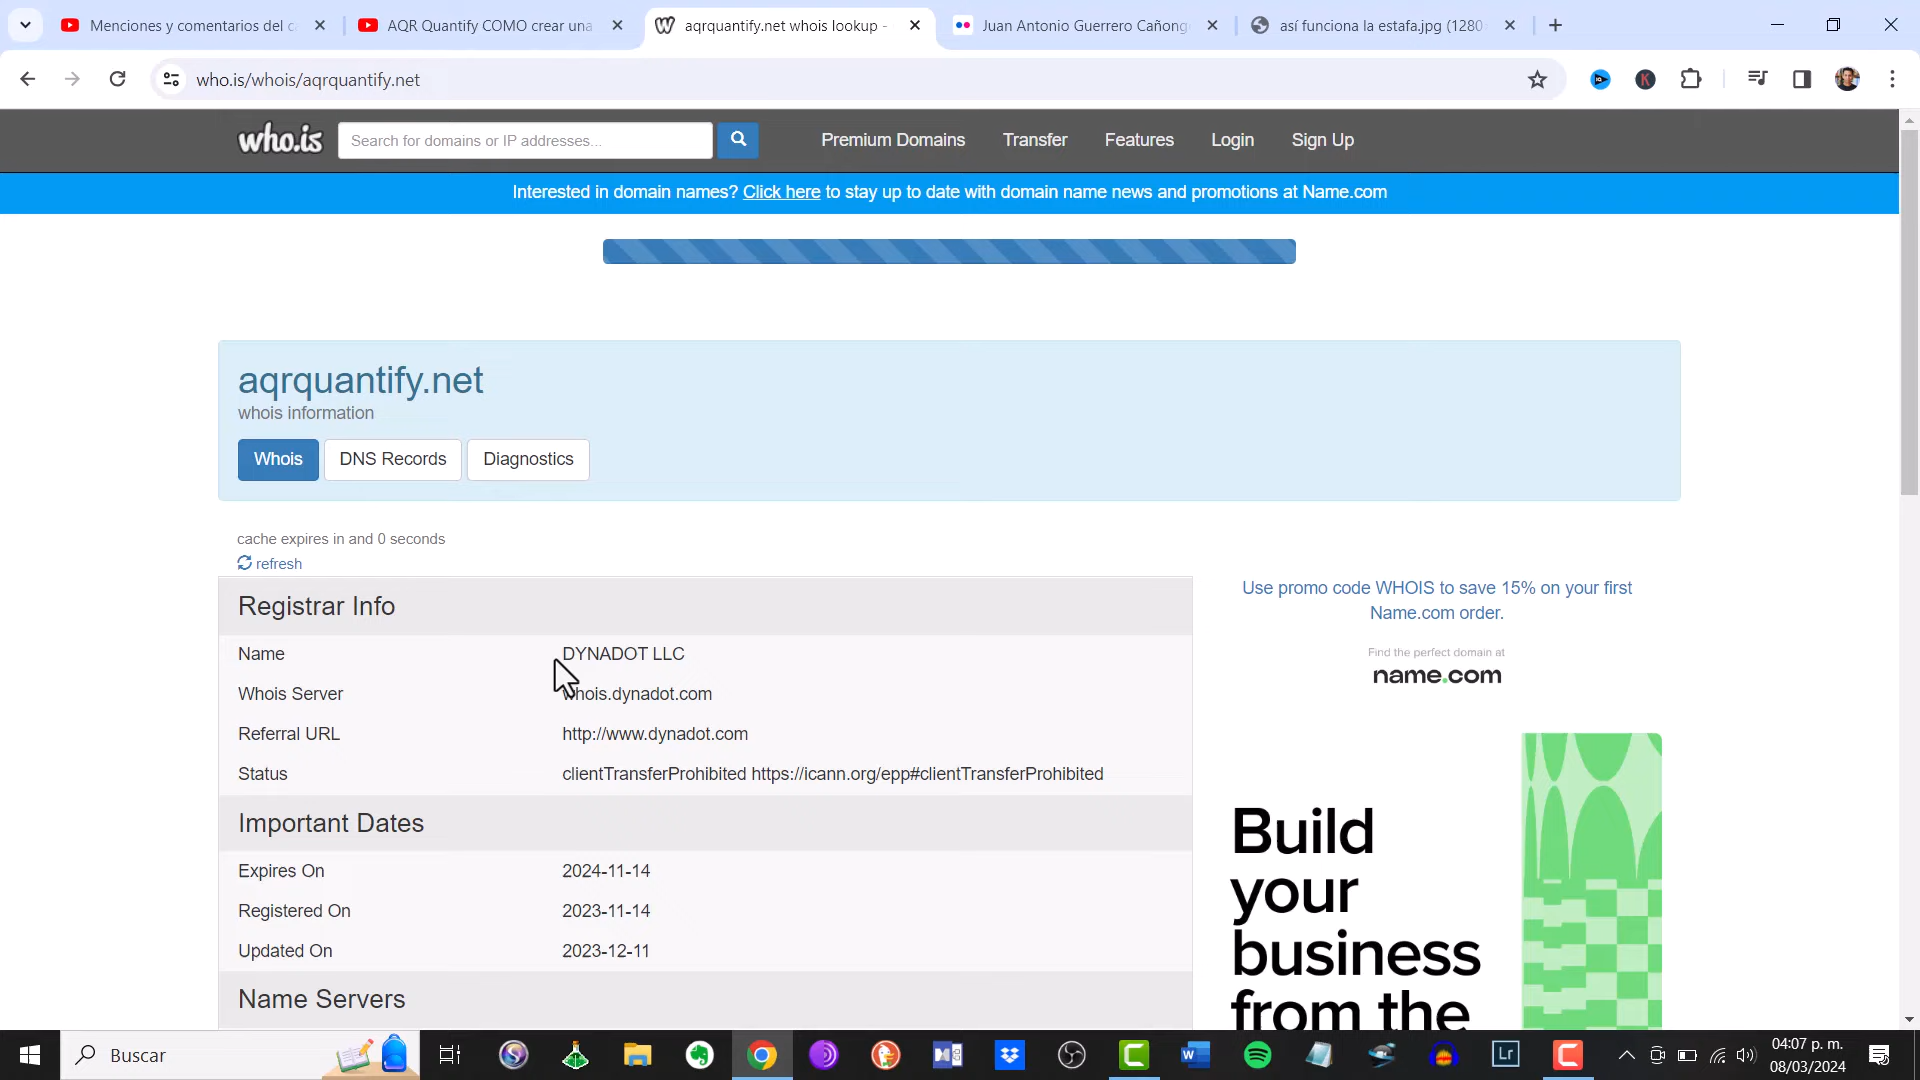 Menciones y comentarios del c
AQR Quantify COMO crear una
aqrquantify.net whois lookup -
Juan Antonio Guerrero Cañong
así funciona la estafa.jpg (1280
who.is/whois/aqrquantify.net
who.is
Search for domains or IP addresses...
Premium Domains
Transfer
Features
Login
Sign Up
Interested in domain names? Click here to stay up to date with domain name news and promotions at Name.com
aqrquantify.net
whois information
Whois
DNS Records
Diagnostics
cache expires in and 0 seconds
refresh
Registrar Info
Name DYNADOT LLC
Whois Server whois.dynadot.com
Referral URL http://www.dynadot.com
Status clientTransferProhibited https://icann.org/epp#clientTransferProhibited
Important Dates
Expires On 2024-11-14
Registered On 2023-11-14
Updated On 2023-12-11
Name Servers
Use promo code WHOIS to save 15% on your first
Name.com order.
Find the perfect domain at
name.com
Build
your
business
from the
Buscar
Lr
04:07 p. m.
08/03/2024